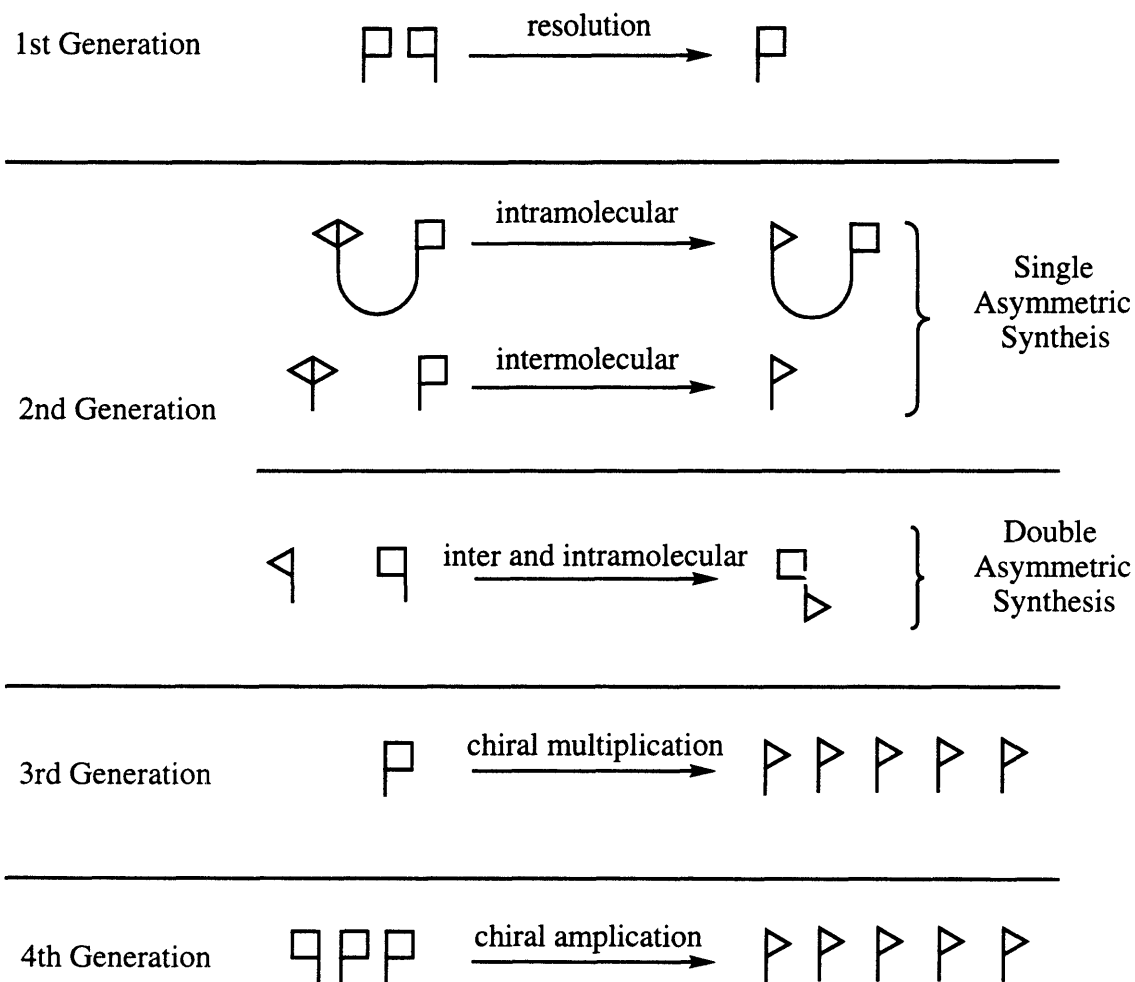 1st Generation
resolution
intramolecular
Single
Asymmetric
Syntheis
intermolecular
2nd Generation
inter and intramolecular
Double
Asymmetric
Synthesis
3rd Generation
chiral multiplication
4th Generation
chiral amplication